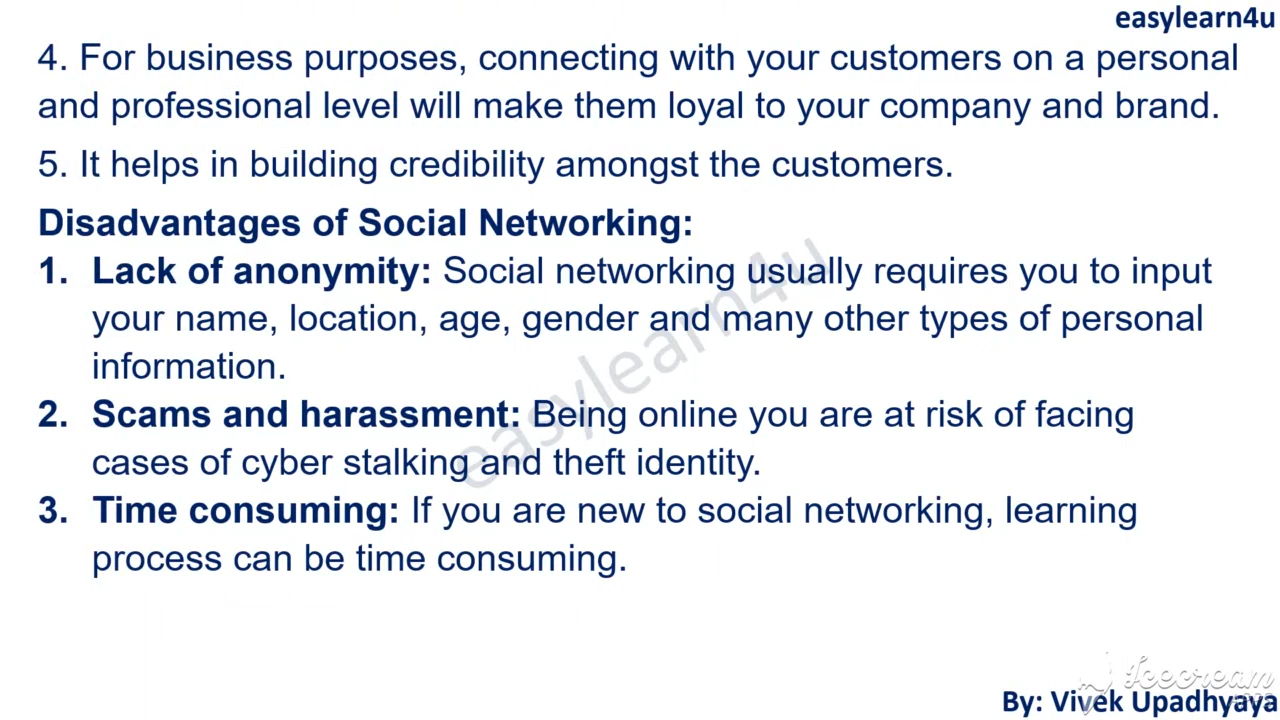 easylearn4u
4. For business purposes, connecting with your customers on a personal
and professional level will make them loyal to your company and brand.
5. It helps in building credibility amongst the customers.
Disadvantages of Social Networking:
1. Lack of anonymity: Social networking usually requires you to input
your name, location, age, gender and many other types of personal
information.
2. Scams and harassment: Being online you are at risk of facing
cases of cyber stalking and theft identity.
3. Time consuming: If you are new to social networking, learning
process can be time consuming.
easylearn4u
Icecream
APPS
By: Vivek Upadhyaya